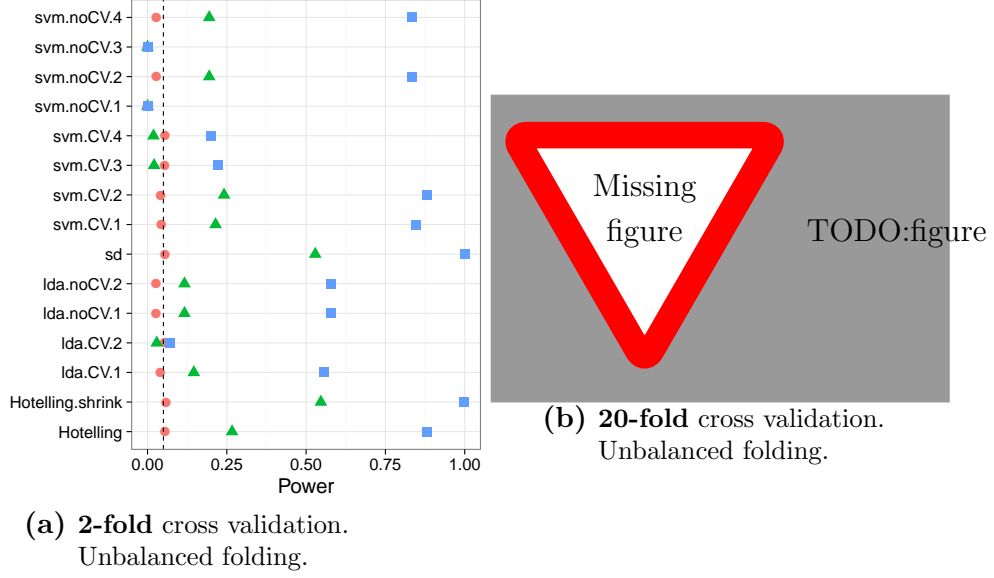 svm.noCV.4
svm.noCV.3
svm.noCV.2
svm.noCV.1
svm.CV.4
svm.CV.3
svm.CV.2
svm.CV.1
sd
lda.noCV.2
lda.noCV.1
lda.CV.2
lda.CV.1
Hotelling.shrink
Hotelling
0.00 0.25 0.50 0.75 1.00
Power
(a) 2-fold cross validation.
Unbalanced folding.
Missing
figure
TODO:figure
(b) 20-fold cross validation.
Unbalanced folding.